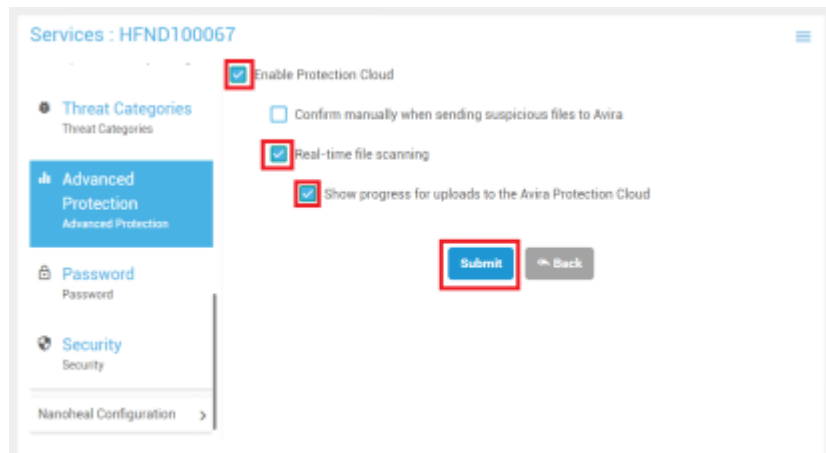 Services : HFND100067
Enable Protection Cloud
Confirm manually when sending suspicious files to Avira
Real-time file scanning
Show progress for uploads to the Avira Protection Cloud
Submit
Back
Threat Categories
Threat Categories
Advanced
Protection
Advanced Protection
Password
Password
Security
Security
Nanoheal Configuration >